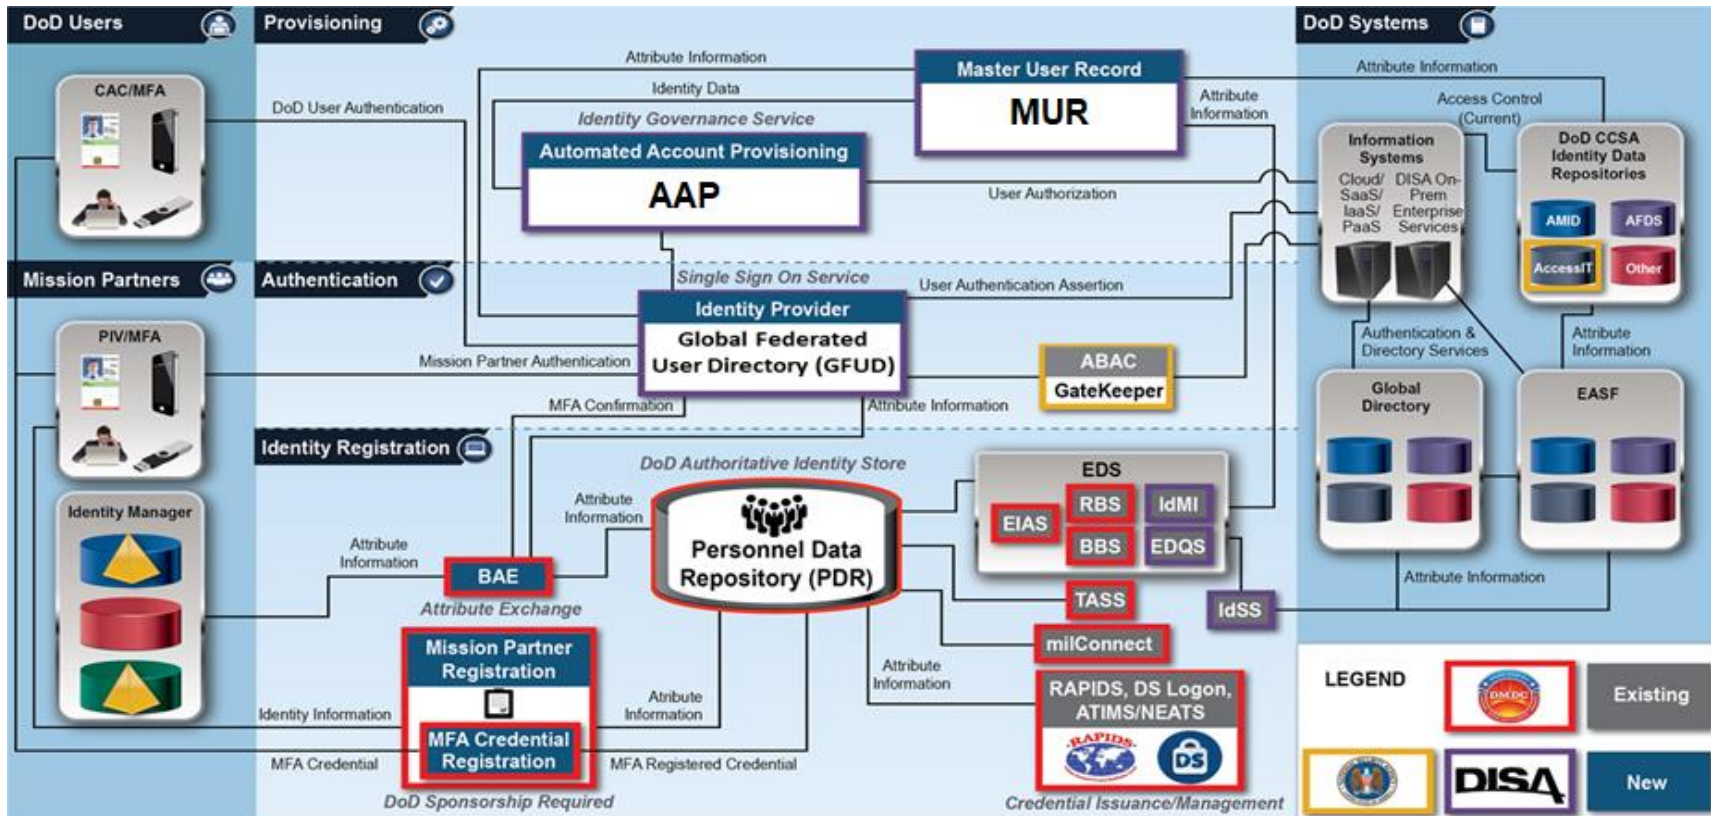 DoD Users
Provisioning
DoD Systems
CAC/MFA
DoD User Authentication
Attribute Information
Identity Data
Identity Governance Service
Automated Account Provisioning
AAP
Master User Record
MUR
Attribute
Information
User Authorization
Attribute Information
Access Control
(Current)
Information
Systems
Cloud/
SaaS/
IaaS/
PaaS
DISA On-
Prem
Enterprise
Services
DoD CCSA
Identity Data
Repositories
AMID
AFDS
AccessIT
Other
Mission Partners
Authentication
Single Sign On Service
Identity Provider
Global Federated
User Directory (GFUD)
User Authentication Assertion
PIV/MFA
Mission Partner Authentication
MFA Confirmation
Attribute Information
ABAC
GateKeeper
Authentication &
Directory Services
Attribute
Information
Global
Directory
EASF
Attribute Information
Identity Registration
DoD Authoritative Identity Store
Personnel Data
Repository (PDR)
Attribute
Information
EDS
EIAS
RBS
BBS
IdMI
EDQS
TASS
IdSS
milConnect
Identity Manager
Attribute
Information
BAE
Attribute Exchange
Mission Partner
Registration
MFA Credential
Registration
DoD Sponsorship Required
Identity Information
MFA Credential
Atribute
Information
MFA Registered Credential
Attribute
Information
RAPIDS, DS Logon,
ATIMS/NEATS
RAPIDS
DS
Credential Issuance/Management
LEGEND
DMDC
Existing
DISA
New